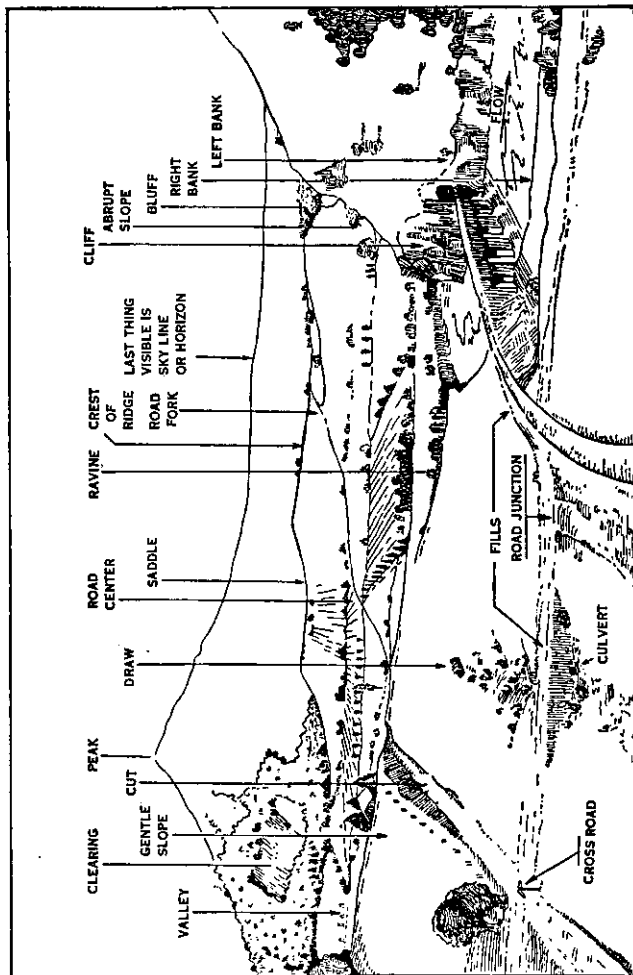 VALLEY
CLEARING
GENTLE
SLOPE
CUT
PEAK
DRAW
ROAD
CENTER
SADDLE
RAVINE
CREST
OF
RIDGE
ROAD
FORK
LAST THING
VISIBLE IS
SKY LINE
OR HORIZON
CLIFF
ABRUPT
SLOPE
BLUFF
RIGHT
BANK
LEFT BANK
FLOW
FILLS
ROAD JUNCTION
CULVERT
CROSS ROAD